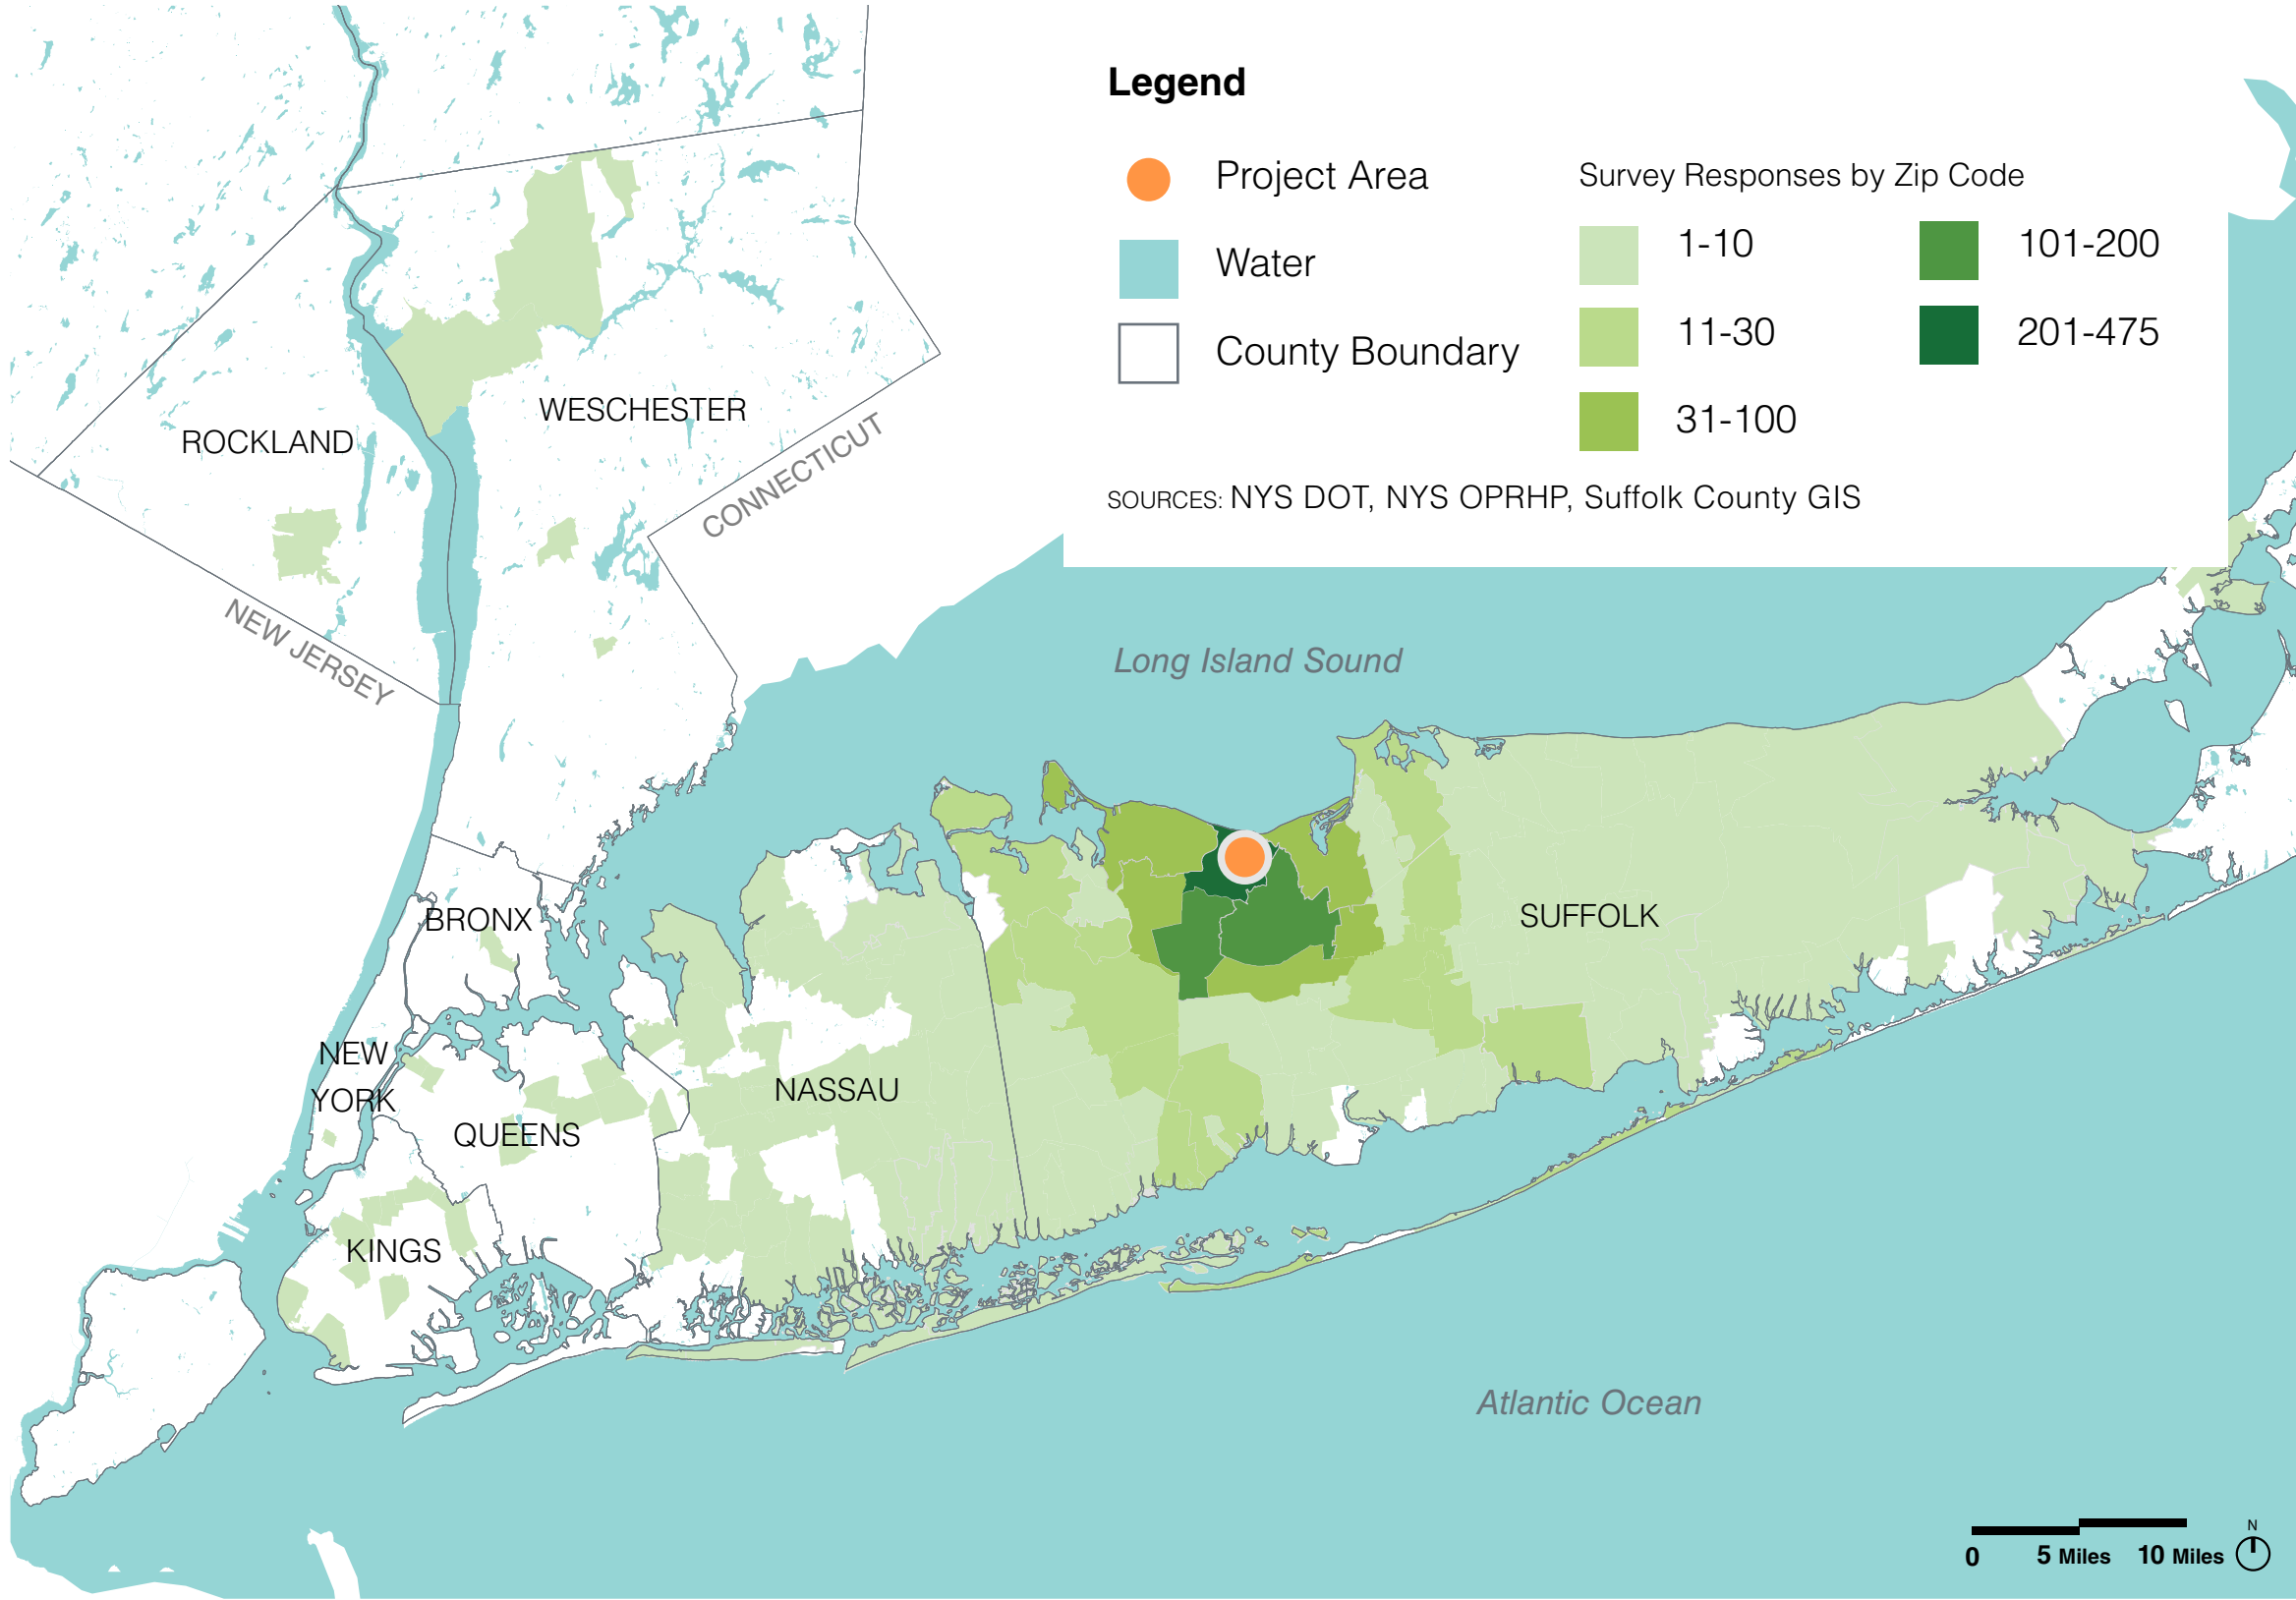 Legend
Project Area
Water
County Boundary
Survey Responses by Zip Code
1-10
11-30
31-100
101-200
201-475
SOURCES: NYS DOT, NYS OPRHP, Suffolk County GIS
ROCKLAND
WESCHESTER
CONNECTICUT
NEW JERSEY
Long Island Sound
BRONX
SUFFOLK
NEW
YORK
NASSAU
QUEENS
KINGS
Atlantic Ocean
N
0 5 Miles 10 Miles